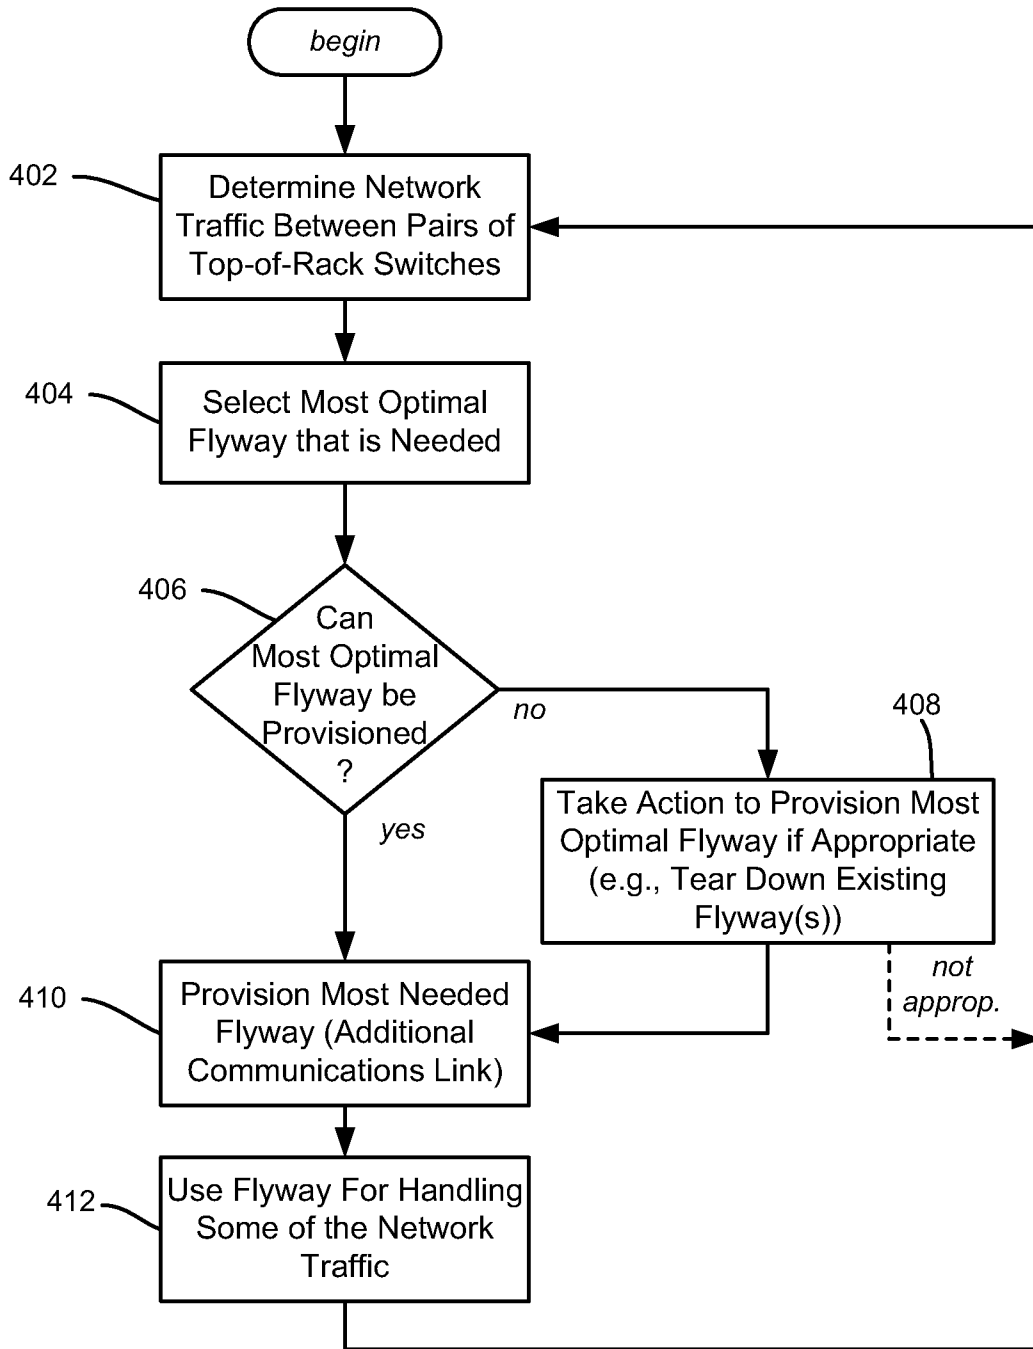 begin
402
Determine Network
Traffic Between Pairs of
Top-of-Rack Switches
404
Select Most Optimal
Flyway that is Needed
406
Can
Most Optimal
Flyway be
Provisioned
?
no
yes
408
Take Action to Provision Most
Optimal Flyway if Appropriate
(e.g., Tear Down Existing
Flyway(s))
not
approp.
410
Provision Most Needed
Flyway (Additional
Communications Link)
412
Use Flyway For Handling
Some of the Network
Traffic